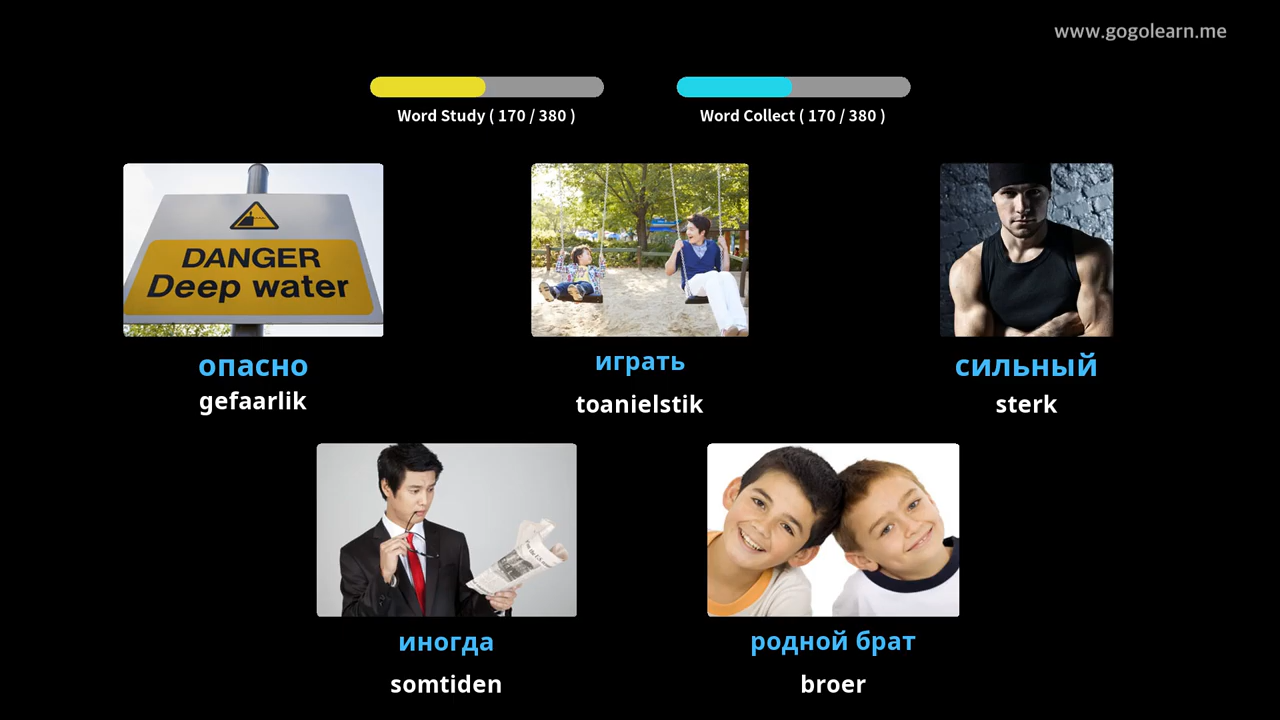 www.gogolearn.me
Word Study ( 170 / 380 )
Word Collect ( 170 / 380 )
DANGER
Deep water
опасно
gefaarlik
играть
toanielstik
сильный
sterk
иногда
somtiden
родной брат
broer